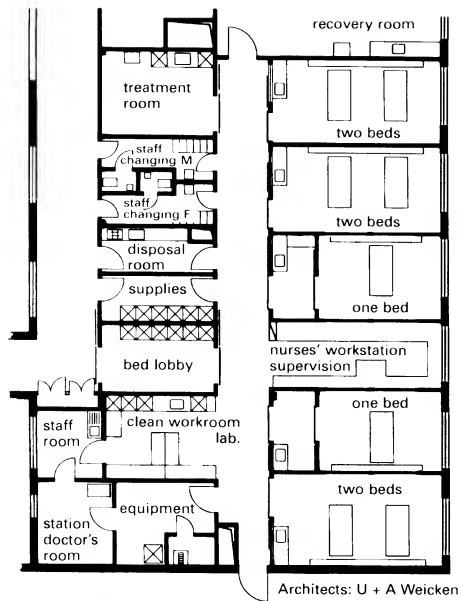 recovery room
treatment
room
two beds
staff
changing M
two beds
staff
changing F
disposal
room
supplies
one bed
bed lobby
nurses' workstation
supervision
staff
room
clean workroom
lab.
one bed
equipment
two beds
station
doctor's
room
Architects: U + A Weicken